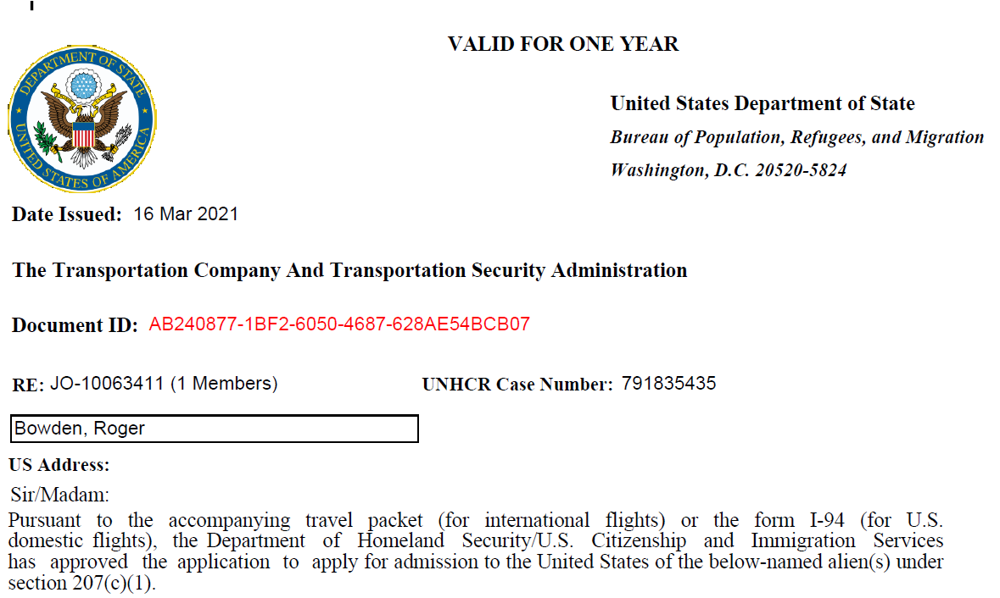 VALID FOR ONE YEAR
DEPARTMENT OF STATE
UNITED STATES OF AMERICA
United States Department of State
Bureau of Population, Refugees, and Migration
Washington, D.C. 20520-5824
Date Issued: 16 Mar 2021
The Transportation Company And Transportation Security Administration
Document ID: AB240877-1BF2-6050-4687-628AE54BCB07
RE: JO-10063411 (1 Members) UNHCR Case Number: 791835435
Bowden, Roger
US Address:
Sir/Madam:
Pursuant to the accompanying travel packet (for international flights) or the form I-94 (for U.S.
domestic flights), the Department of Homeland Security/U.S. Citizenship and Immigration Services
has approved the application to apply for admission to the United States of the below-named alien(s) under
section 207(c)(1).